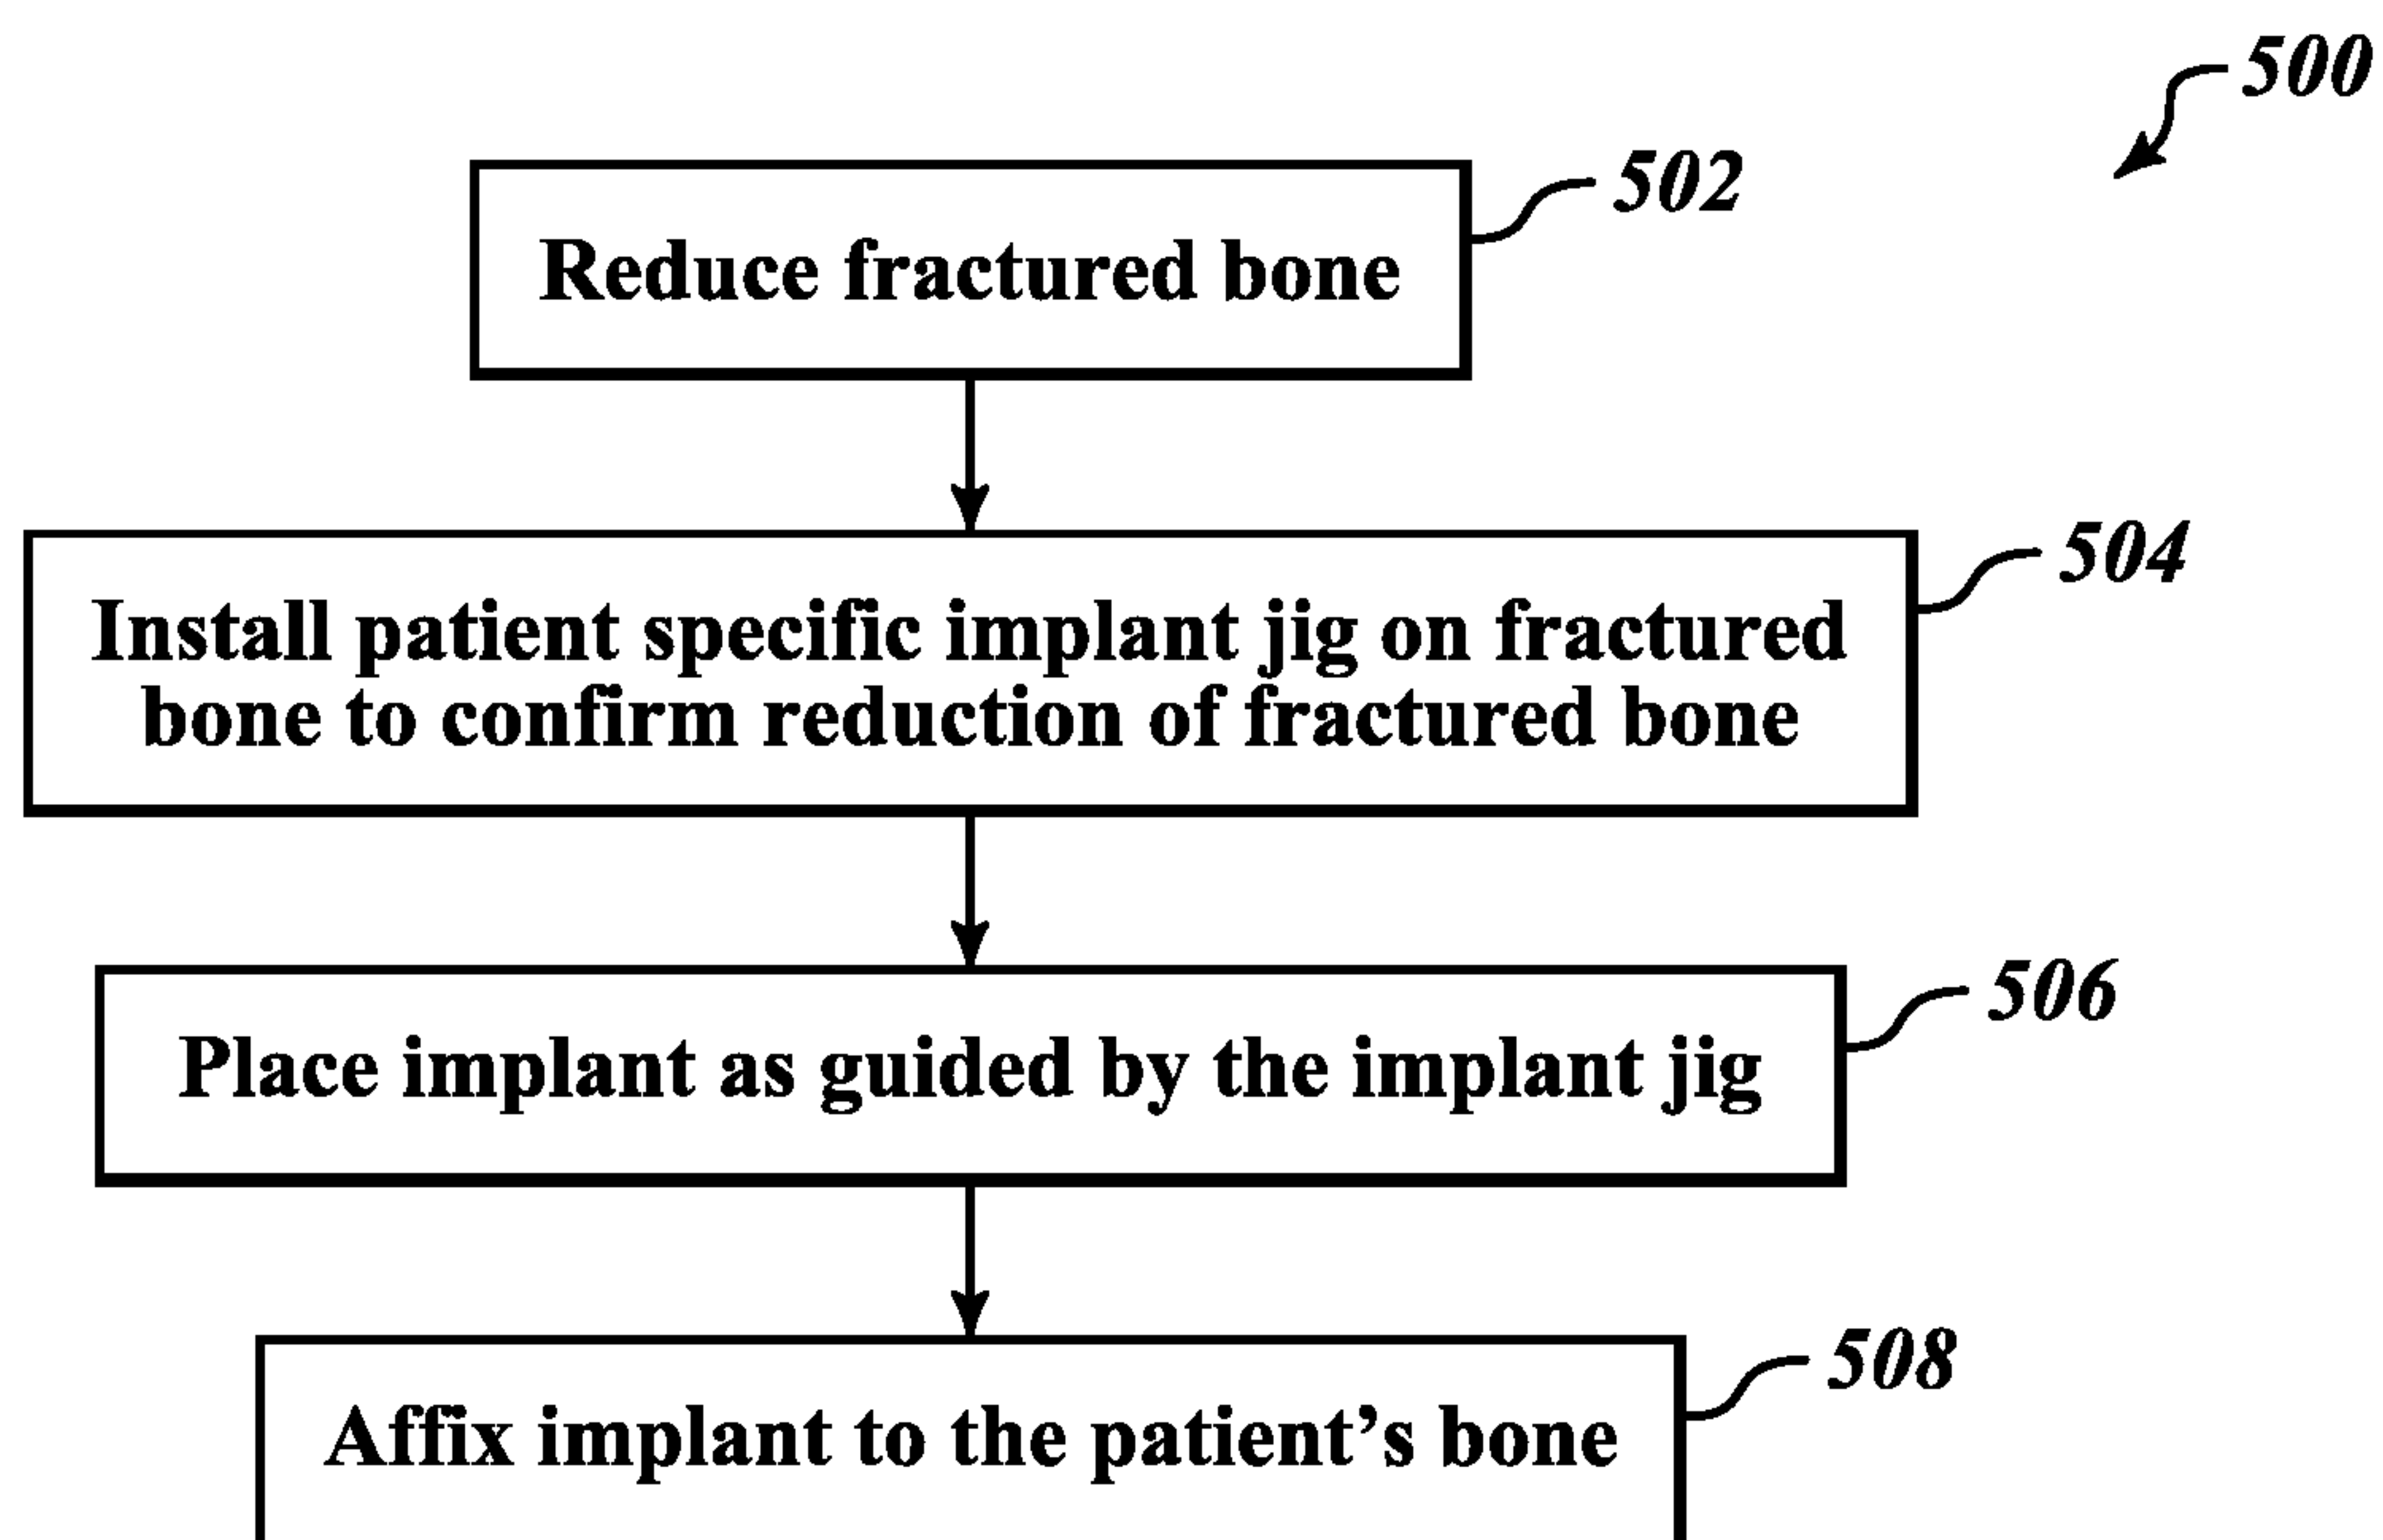 500
502
Reduce fractured bone
504
Install patient specific implant jig on fractured
bone to confirm reduction of fractured bone
506
Place implant as guided by the implant jig
508
Affix implant to the patient’s bone